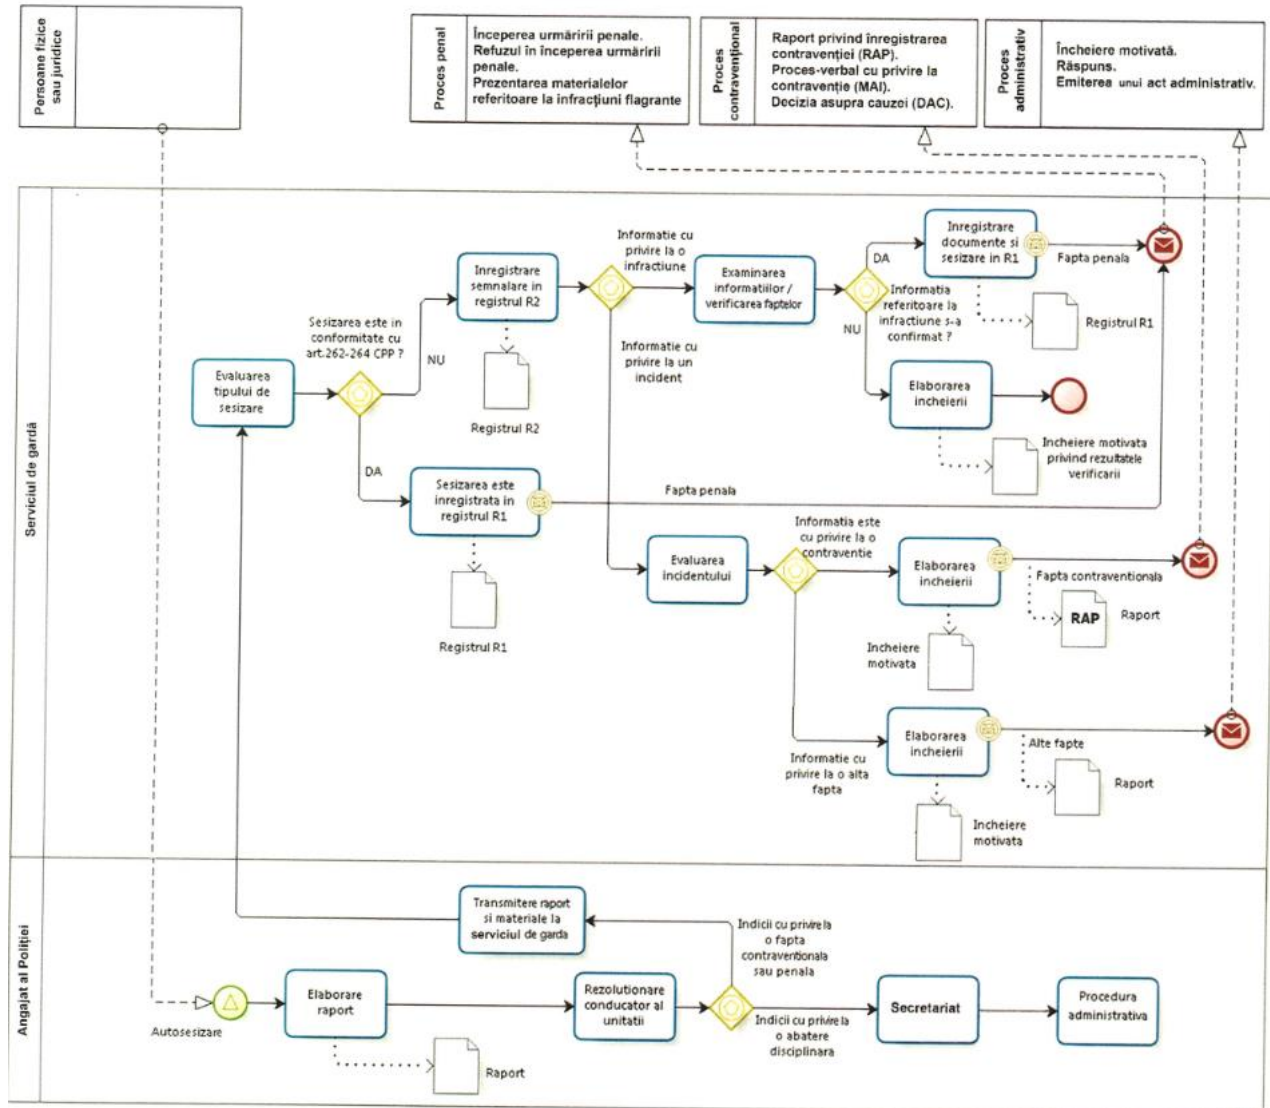 Persoane fizice
sau juridice
Proces penal
Începerea urmăririi penale.
Refuzul în începerea urmăririi
penale.
Prezentarea materialelor
referitoare la infracțiuni flagrante
Proces
contravențional
Raport privind înregistrarea
contravenției (RAP).
Proces-verbal cu privire la
contravenție (MAI).
Decizia asupra cauzei (DAC).
Proces
administrativ
Încheiere motivată.
Răspuns.
Emiterea unui act administrativ.
Serviciul de gardă
Evaluarea
tipului de
sesizare
Sesizarea este in
conformitate cu
art.262-264 CPP ?
NU
DA
Inregistrare
semnalare in
registrul R2
Registrul R2
Informatie cu
privire la o
infractiune
Informatie cu
privire la un
incident
Examinarea
informatiilor /
verificarea faptelor
DA
Informatia
referitoare la
infractiune s-a
confirmat ?
NU
Inregistrare
documente si
sesizare in R1
Fapta penala
Registrul R1
Elaborarea
incheierii
Incheiere motivata
privind rezultatele
verificarii
Sesizarea este
inregistrata in
registrul R1
Fapta penala
Registrul R1
Evaluarea
incidentului
Informatia este
cu privire la o
contraventie
Elaborarea
incheierii
Fapta contraventionala
RAP
Raport
Incheiere
motivata
Informatie cu
privire la o alta
fapta
Elaborarea
incheierii
Alte fapte
Raport
Incheiere
motivata
Angajat al Poliției
Transmitere raport
si materiale la
serviciul de garda
Indicii cu privire la
o fapta
contraventionala
sau penala
Autosesizare
Elaborare
raport
Raport
Rezolutionare
conducator al
unitatii
Indicii cu privire la
o abatere
disciplinara
Secretariat
Procedura
administrativa